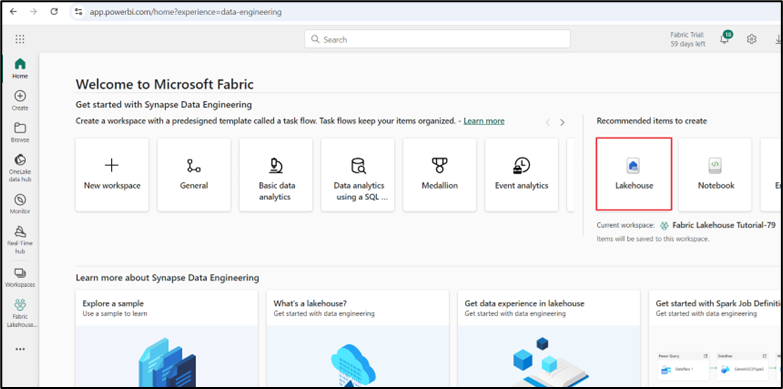 app.powerbi.com/home?experience=data-engineering
Search
Fabric Trial:
59 days left
Home
Create
Browse
OneLake
data hub
Monitor
Real-Time
hub
Workspaces
Fabric
Lakehouse...
Welcome to Microsoft Fabric
Get started with Synapse Data Engineering
Create a workspace with a predesigned template called a task flow. Task flows keep your items organized. - Learn more
New workspace
General
Basic data
analytics
Data analytics
using a SQL ...
Medallion
Event analytics
Recommended items to create
Lakehouse
Notebook
Current workspace: Fabric Lakehouse Tutorial-79
Items will be saved to this workspace.
Learn more about Synapse Data Engineering
Explore a sample
Use a sample to learn
What's a lakehouse?
Get started with data engineering
Get data experience in lakehouse
Get started with data engineering
Get started with Spark Job Definiti
Get started with data engineering
Power Query
Dataflow